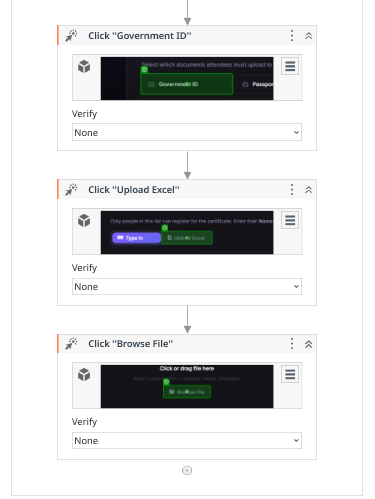 Click "Government ID"
Select which documents attendees must upload to
Government ID
Passpor
Verify
None
Click "Upload Excel"
Only people in this list can register for the certificate. Enter their Name
Type in
Upload Excel
Verify
None
Click "Browse File"
Click or drag file here
Browse File
Verify
None